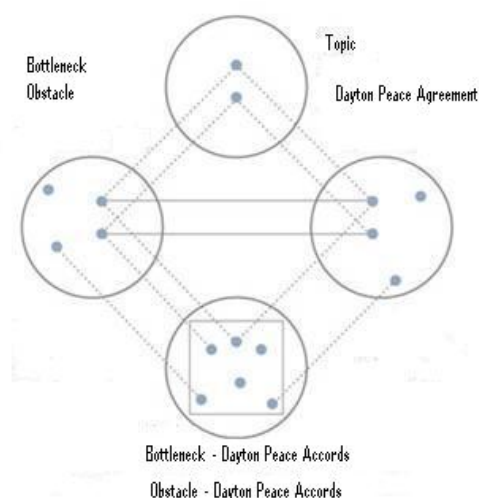 Topic
Bottleneck
Obstacle
Dayton Peace Agreement
Bottleneck - Dayton Peace Accords
Obstacle - Dayton Peace Accords